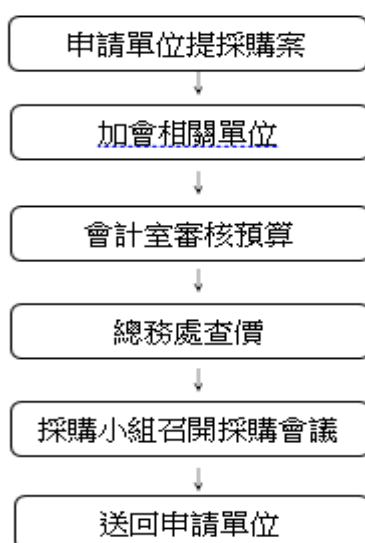 申請單位提採購案
加會相關單位
會計室審核預算
總務處查價
採購小組召開採購會議
送回申請單位